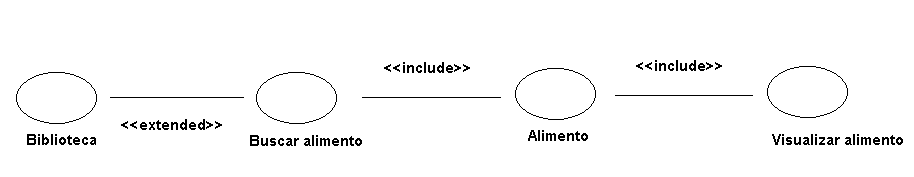 <<include>>
<<include>>
<<extended>>
Biblioteca
Buscar alimento
Alimento
Visualizar alimento